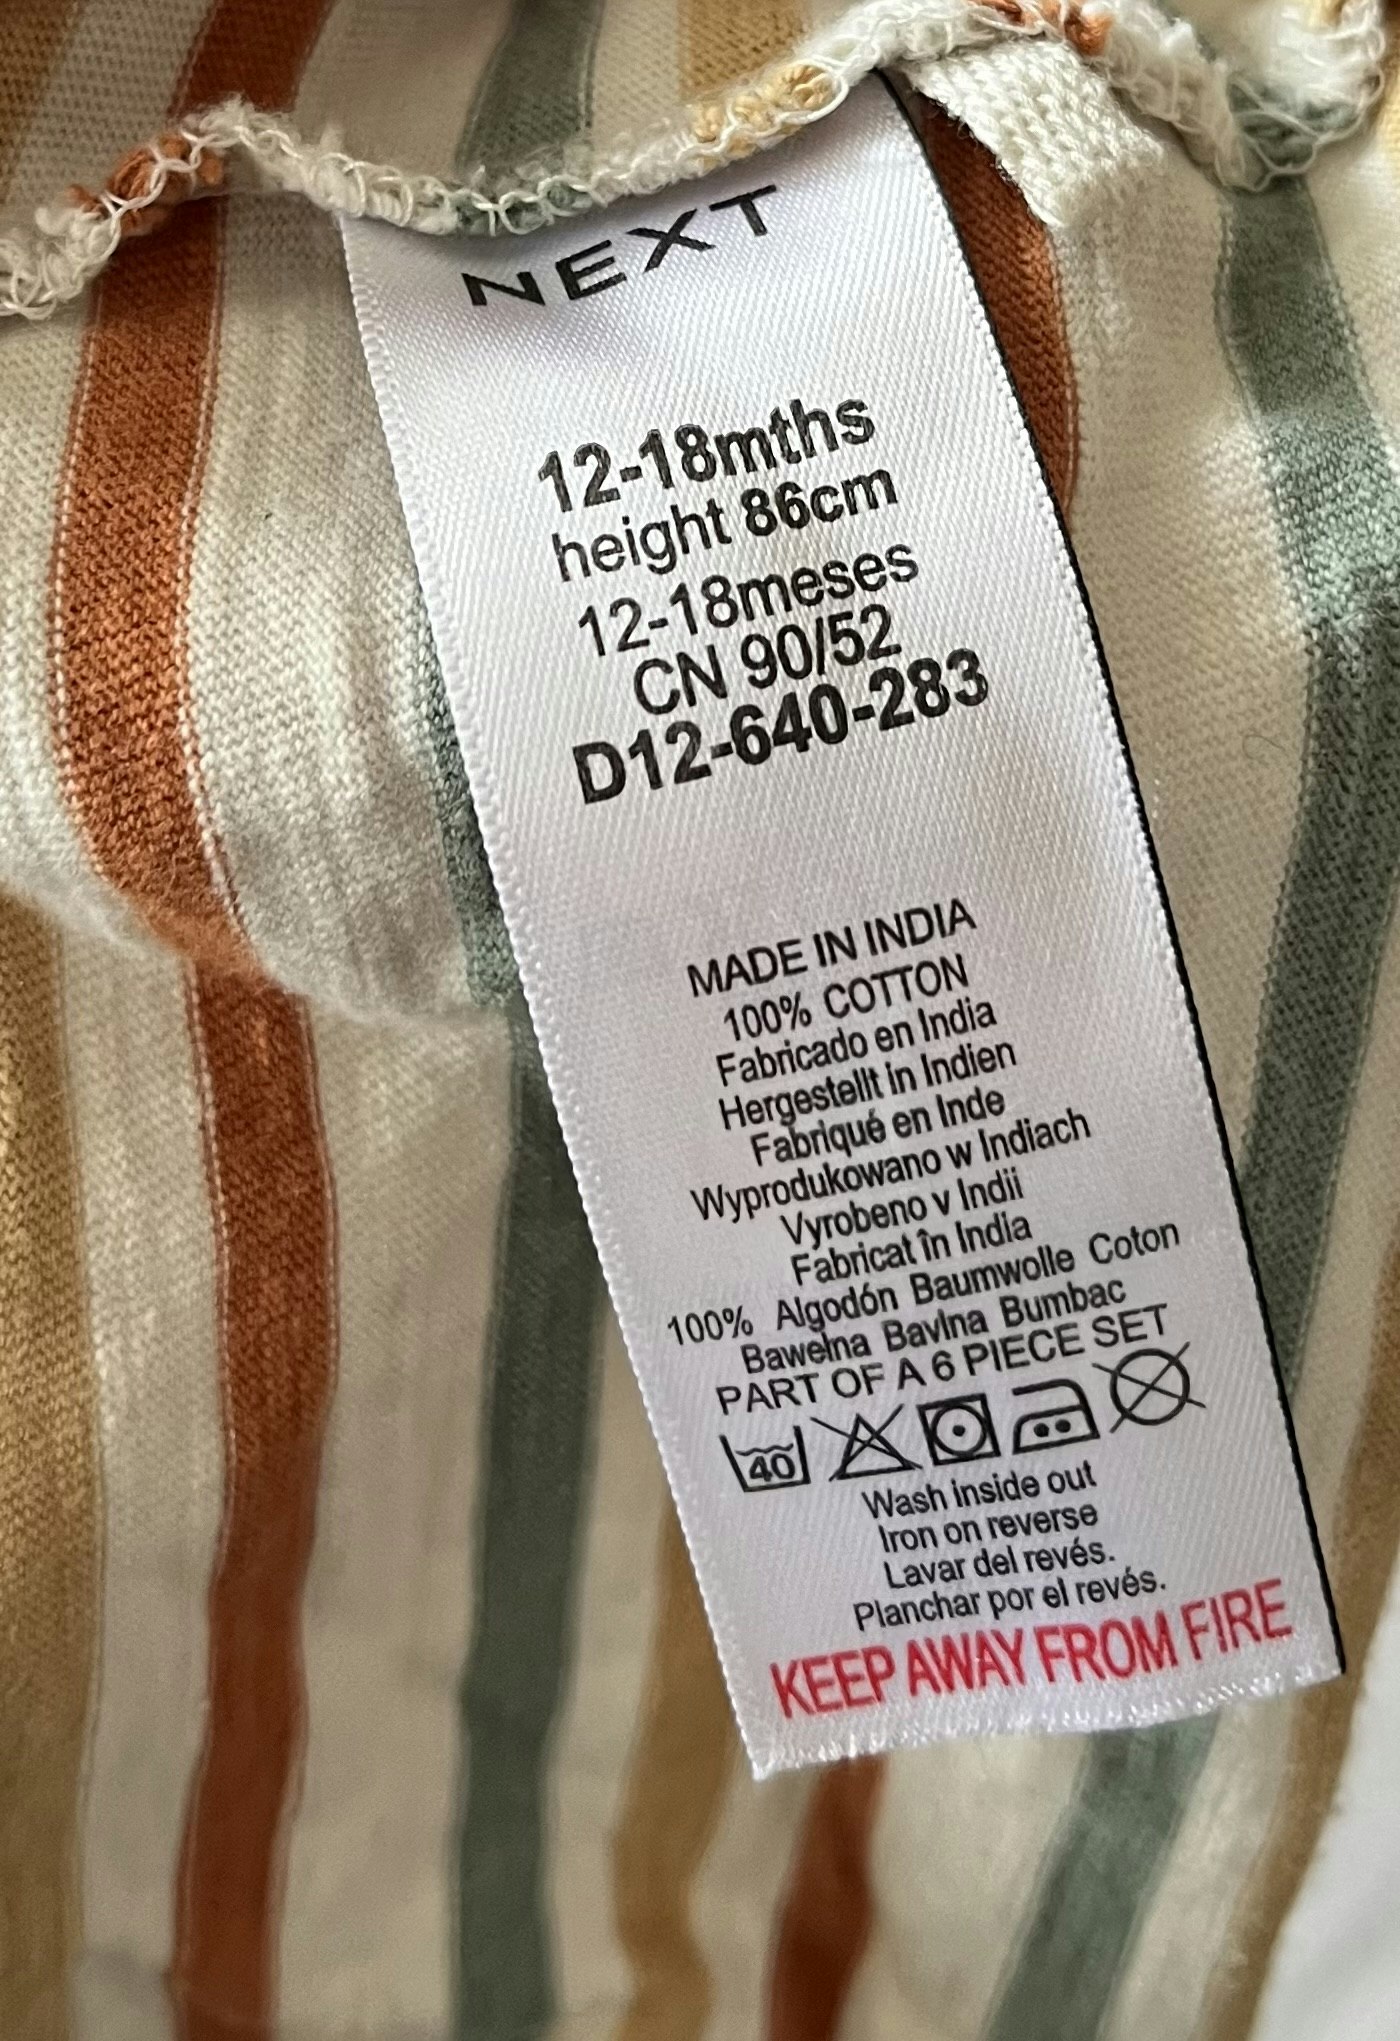 NEXT
12-18mths
height 86cm
12-18meses
CN 90/52
D12-640-283
MADE IN INDIA
100% COTTON
Fabricado en India
Hergestellt in Indien
Fabriqué en Inde
Wyprodukowano w Indiach
Vyrobeno v Indii
Fabricat în India
100% Algodón Baumwolle Coton
Bawełna Bavlna Bumbac
PART OF A 6 PIECE SET
40
Wash inside out
Iron on reverse
Lavar del revés.
Planchar por el revés.
KEEP AWAY FROM FIRE